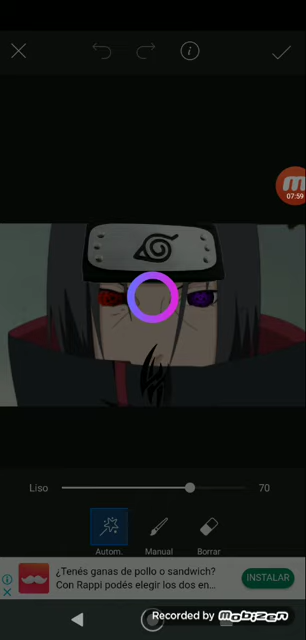 07:59
Liso 70
Autom. Manual Borrar
¿Tenés ganas de pollo o sandwich?
Con Rappi podés elegir los dos en...
INSTALAR
Recorded by mobizen